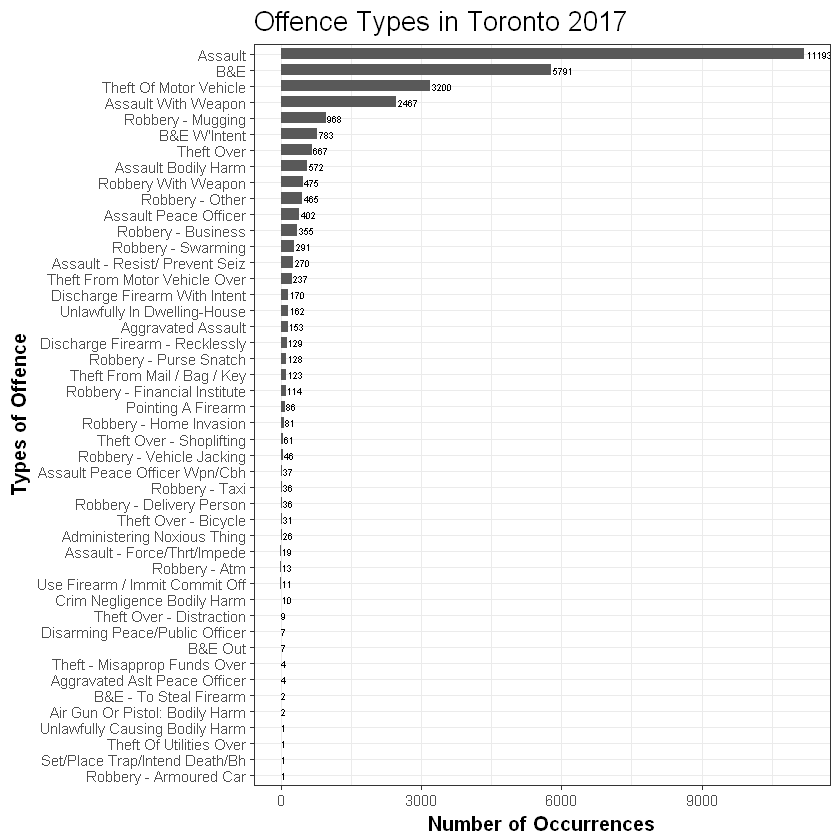 Offence Types in Toronto 2017
Types of Offence
Assault 11193
B&E 5791
Theft Of Motor Vehicle 3200
Assault With Weapon 2467
Robbery - Mugging 968
B&E W'Intent 783
Theft Over 667
Assault Bodily Harm 572
Robbery With Weapon 475
Robbery - Other 465
Assault Peace Officer 402
Robbery - Business 355
Robbery - Swarming 291
Assault - Resist/ Prevent Seiz 270
Theft From Motor Vehicle Over 237
Discharge Firearm With Intent 170
Unlawfully In Dwelling-House 162
Aggravated Assault 153
Discharge Firearm - Recklessly 129
Robbery - Purse Snatch 128
Theft From Mail / Bag / Key 123
Robbery - Financial Institute 114
Pointing A Firearm 86
Robbery - Home Invasion 81
Theft Over - Shoplifting 61
Robbery - Vehicle Jacking 46
Assault Peace Officer Wpn/Cbh 37
Robbery - Taxi 36
Robbery - Delivery Person 36
Theft Over - Bicycle 31
Administering Noxious Thing 26
Assault - Force/Thrt/Impede 19
Robbery - Atm 13
Use Firearm / Immit Commit Off 11
Crim Negligence Bodily Harm 10
Theft Over - Distraction 9
Disarming Peace/Public Officer 7
B&E Out 7
Theft - Misapprop Funds Over 4
Aggravated Aslt Peace Officer 4
B&E - To Steal Firearm 2
Air Gun Or Pistol: Bodily Harm 2
Unlawfully Causing Bodily Harm 1
Theft Of Utilities Over 1
Set/Place Trap/Intend Death/Bh 1
Robbery - Armoured Car 1
0 3000 6000 9000
Number of Occurrences